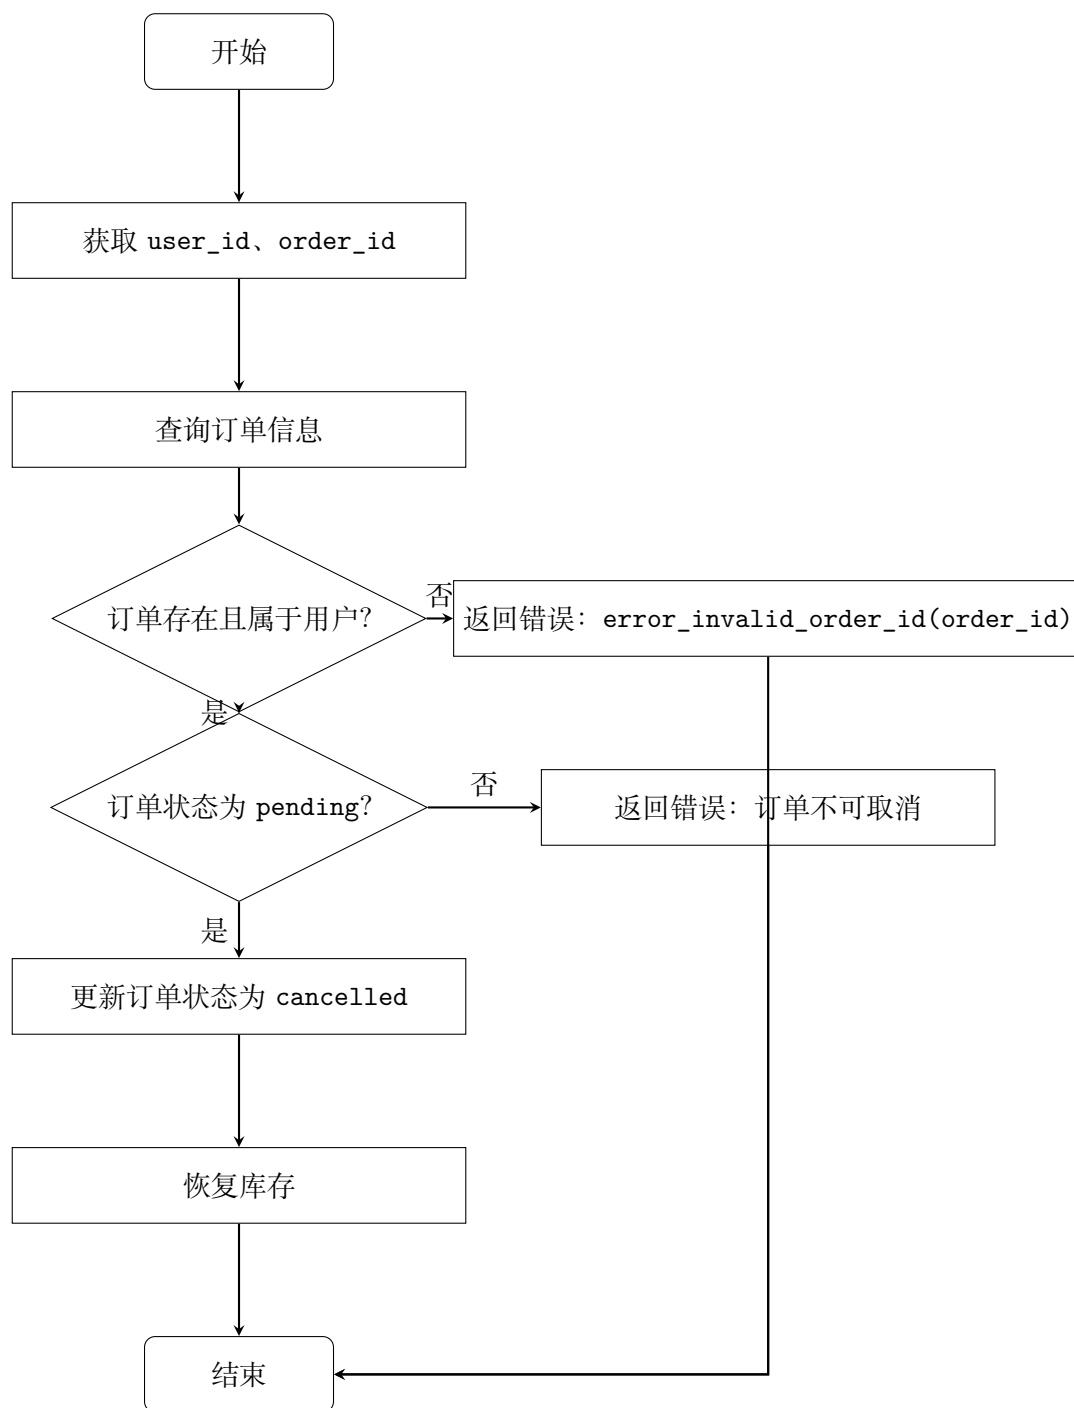 开始
获取 user_id、order_id
查询订单信息
订单存在且属于用户？
否
返回错误：error_invalid_order_id(order_id)
是
订单状态为 pending？
否
返回错误：订单不可取消
是
更新订单状态为 cancelled
恢复库存
结束